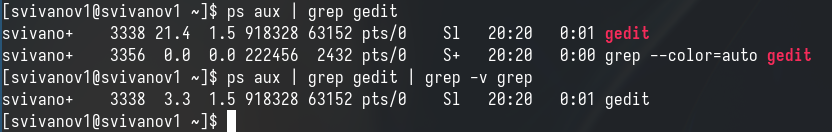 [svivanov1@svivanov1 ~]$ ps aux | grep gedit
svivano+    3338 21.4  1.5 918328 63152 pts/0    Sl   20:20   0:01 gedit
svivano+    3356  0.0  0.0 222456  2432 pts/0    S+   20:20   0:00 grep --color=auto gedit
[svivanov1@svivanov1 ~]$ ps aux | grep gedit | grep -v grep
svivano+    3338  3.3  1.5 918328 63152 pts/0    Sl   20:20   0:01 gedit
[svivanov1@svivanov1 ~]$